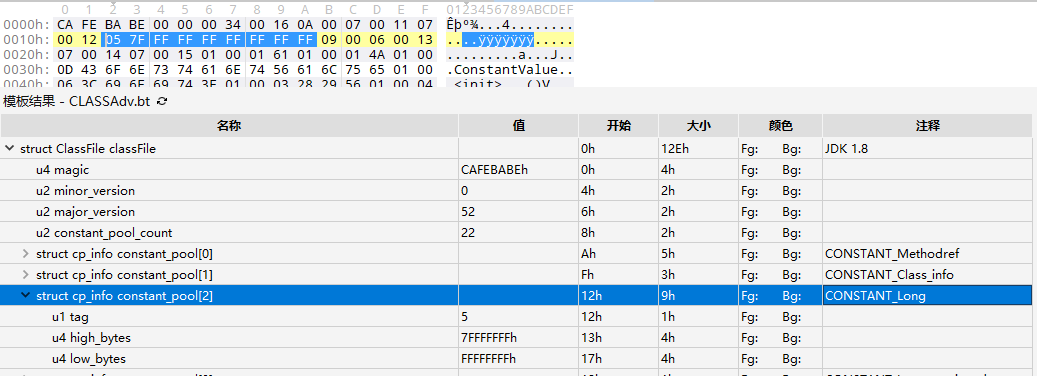 0 1 2 3 4 5 6 7 8 9 A B C D E F 0123456789ABCDEF
0000h: CA FE BA BE 00 00 00 34 00 16 0A 00 07 00 11 07 Êþº¾...4........
0010h: 00 12 05 7F FF FF FF FF FF FF FF 09 00 06 00 13 ....ÿÿÿÿÿÿÿ.....
0020h: 07 00 14 07 00 15 01 00 01 61 01 00 01 4A 01 00 .........a...J..
0030h: 0D 43 6F 6E 73 74 61 6E 74 56 61 6C 75 65 01 00 .ConstantValue..
0040h: 06 3C 69 6E 69 74 3E 01 00 03 28 29 56 01 00 04 .<init>...()V...
模板结果 - CLASSAdv.bt
名称 值 开始 大小 颜色 注释
struct ClassFile classFile 0h 12Eh Fg: Bg: JDK 1.8
u4 magic CAFEBABEh 0h 4h Fg: Bg:
u2 minor_version 0 4h 2h Fg: Bg:
u2 major_version 52 6h 2h Fg: Bg:
u2 constant_pool_count 22 8h 2h Fg: Bg:
struct cp_info constant_pool[0] Ah 5h Fg: Bg: CONSTANT_Methodref
struct cp_info constant_pool[1] Fh 3h Fg: Bg: CONSTANT_Class_info
struct cp_info constant_pool[2] 12h 9h Fg: Bg: CONSTANT_Long
u1 tag 5 12h 1h Fg: Bg:
u4 high_bytes 7FFFFFFFh 13h 4h Fg: Bg:
u4 low_bytes FFFFFFFFh 17h 4h Fg: Bg: